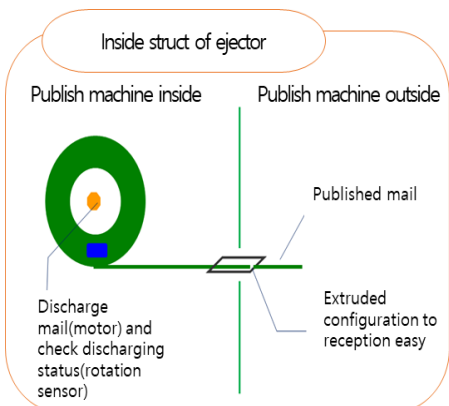 Inside struct of ejector
Publish machine inside
Publish machine outside
Published mail
Discharge
mail(motor) and
check discharging
status(rotation
sensor)
Extruded
configuration to
reception easy